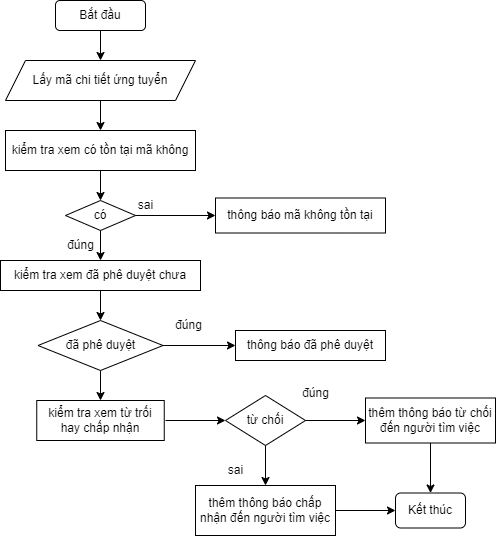 Bắt đầu
Lấy mã chi tiết ứng tuyển
kiểm tra xem có tồn tại mã không
có
sai
thông báo mã không tồn tại
đúng
kiểm tra xem đã phê duyệt chưa
đã phê duyệt
đúng
thông báo đã phê duyệt
kiểm tra xem từ trối
hay chấp nhận
từ chối
đúng
thêm thông báo từ chối
đến người tìm việc
sai
thêm thông báo chấp
nhận đến người tìm việc
Kết thúc